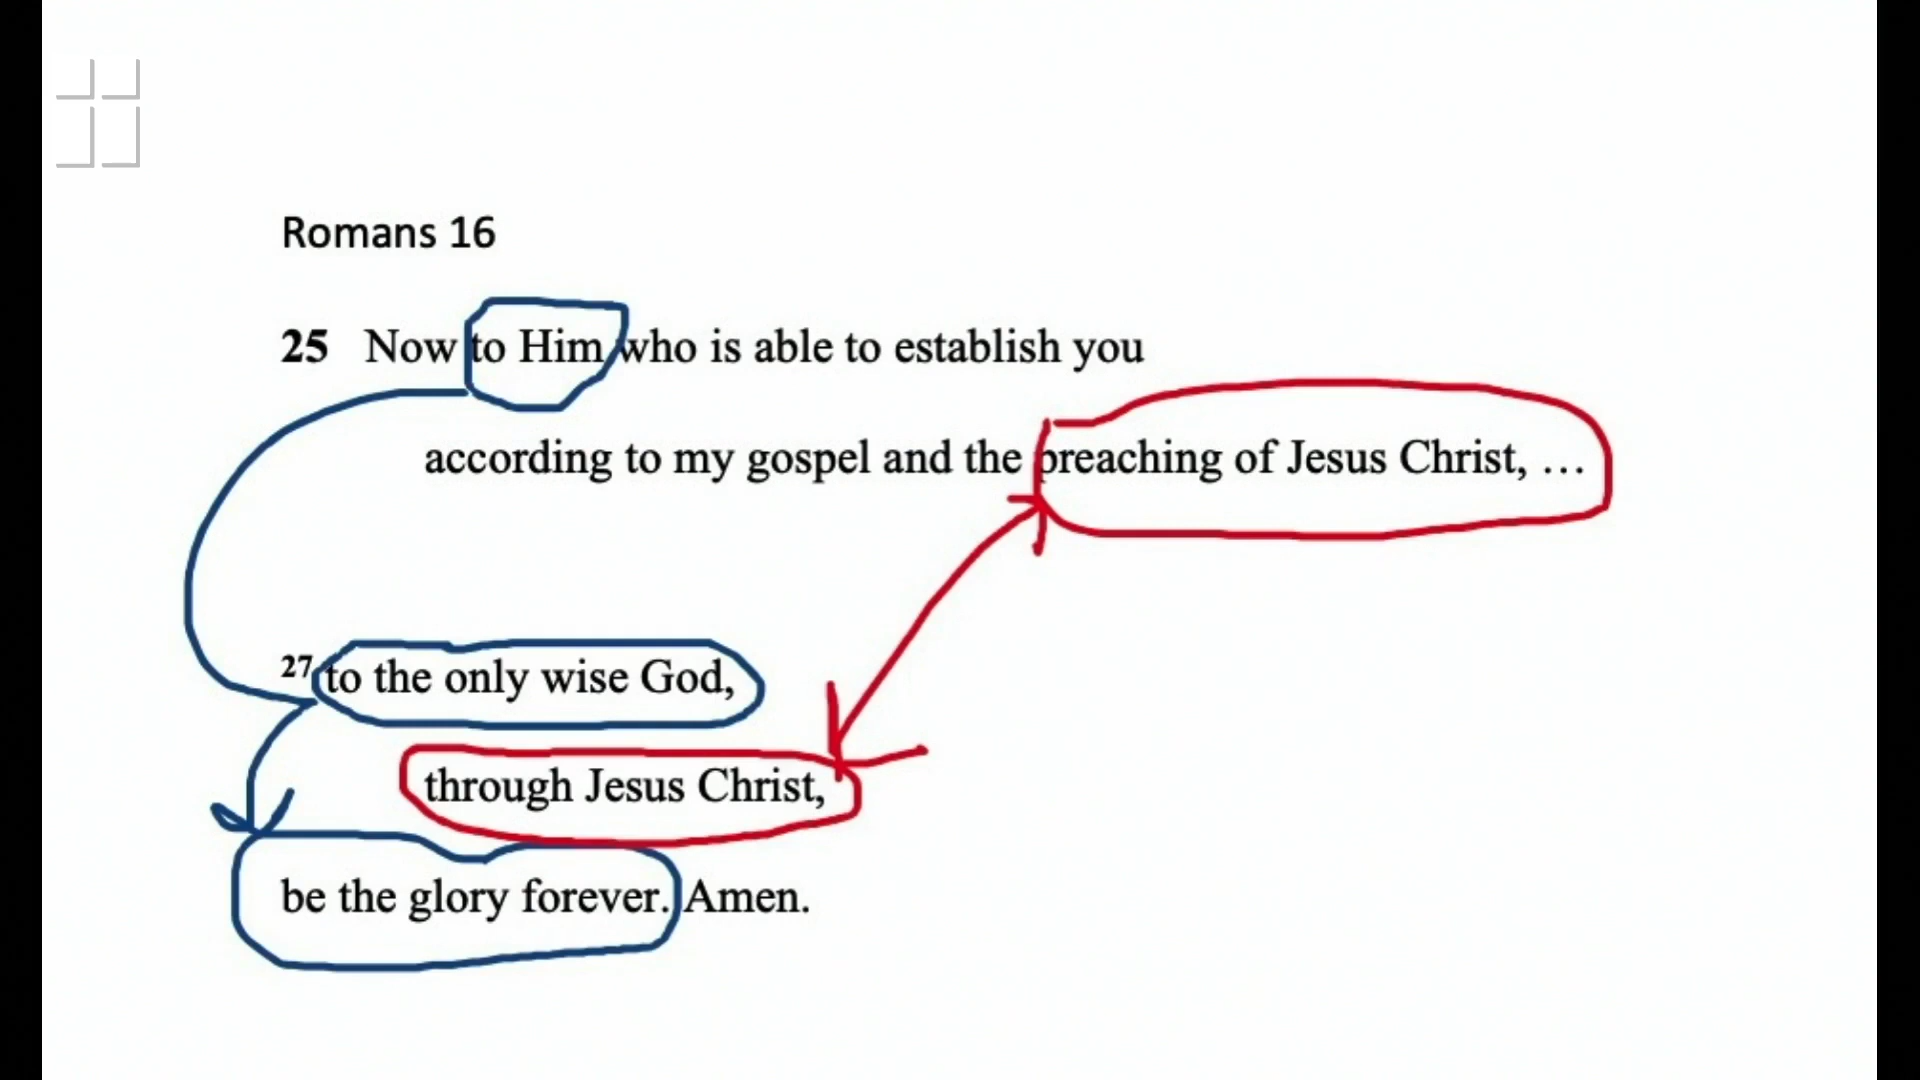 Romans 16
25 Now to Him who is able to establish you
according to my gospel and the preaching of Jesus Christ, …
27 to the only wise God,
through Jesus Christ,
be the glory forever. Amen.